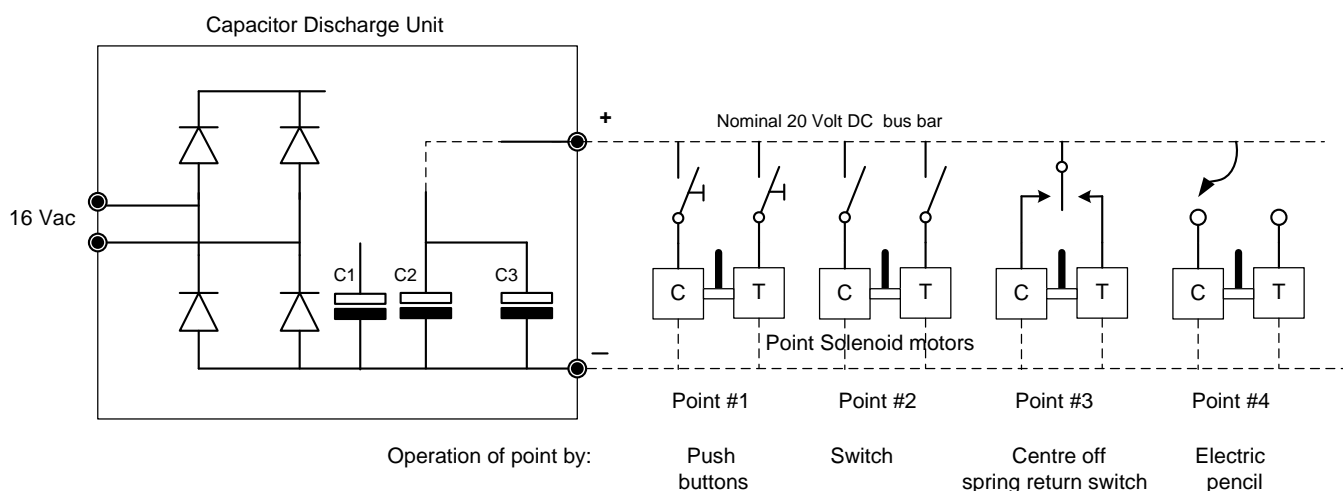 Capacitor Discharge Unit
+
Nominal 20 Volt DC bus bar
16 Vac
C1
C2
C3
C T C T C T C T
Point Solenoid motors
–
Point #1 Point #2 Point #3 Point #4
Operation of point by: Push Switch Centre off Electric
buttons spring return switch pencil